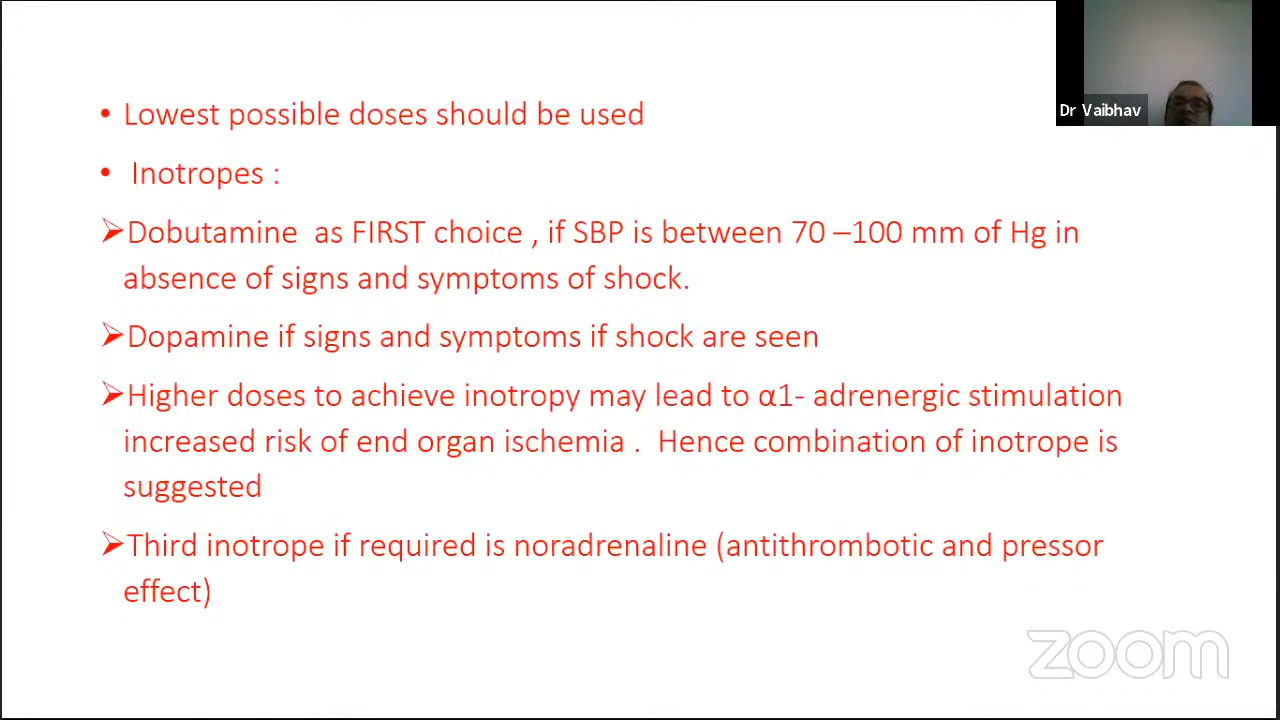 Dr Vaibhav
• Lowest possible doses should be used
• Inotropes :
➢Dobutamine as FIRST choice , if SBP is between 70 –100 mm of Hg in
absence of signs and symptoms of shock.
➢Dopamine if signs and symptoms if shock are seen
➢Higher doses to achieve inotropy may lead to α1- adrenergic stimulation
increased risk of end organ ischemia . Hence combination of inotrope is
suggested
➢Third inotrope if required is noradrenaline (antithrombotic and pressor
effect)
zoom